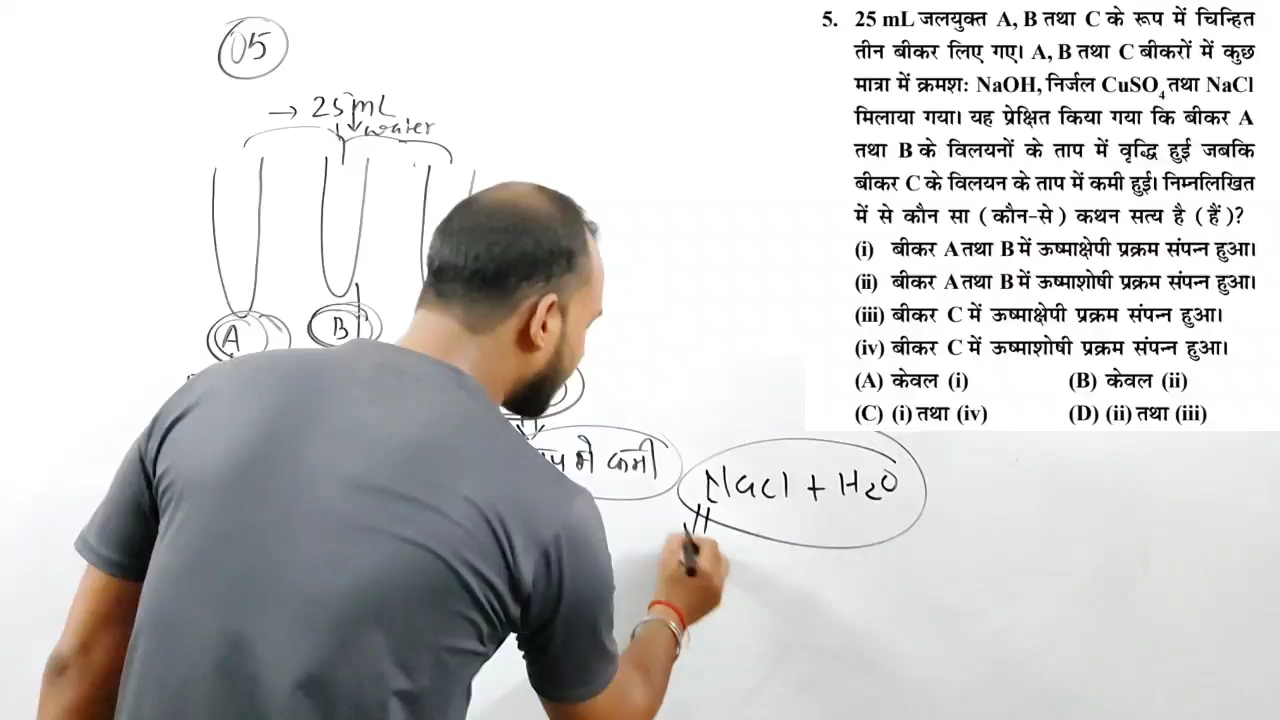 05
→ 25 mL
water
A
B
में कमी
NaCl + H2O
5. 25 mL जलयुक्त A, B तथा C के रूप में चिन्हित
तीन बीकर लिए गए। A, B तथा C बीकरों में कुछ
मात्रा में क्रमश: NaOH, निर्जल CuSO4 तथा NaCl
मिलाया गया। यह प्रेक्षित किया गया कि बीकर A
तथा B के विलयनों के ताप में वृद्धि हुई जबकि
बीकर C के विलयन के ताप में कमी हुई। निम्नलिखित
में से कौन सा ( कौन-से ) कथन सत्य है ( हैं )?
(i) बीकर A तथा B में ऊष्माक्षेपी प्रक्रम संपन्न हुआ।
(ii) बीकर A तथा B में ऊष्माशोषी प्रक्रम संपन्न हुआ।
(iii) बीकर C में ऊष्माक्षेपी प्रक्रम संपन्न हुआ।
(iv) बीकर C में ऊष्माशोषी प्रक्रम संपन्न हुआ।
(A) केवल (i) (B) केवल (ii)
(C) (i) तथा (iv) (D) (ii) तथा (iii)